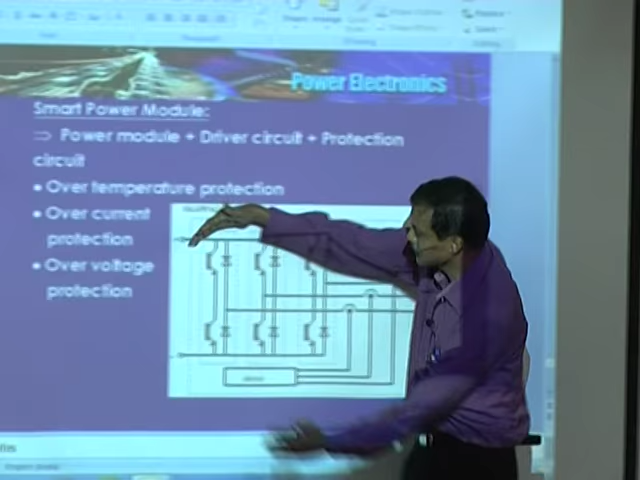 Power Electronics
Smart Power Module:
⊃ Power module + Driver circuit + Protection
circuit
• Over temperature protection
• Over current
protection
• Over voltage
protection